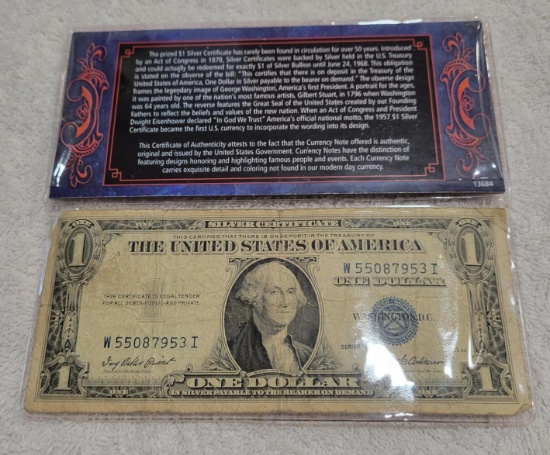 The prized $1 Silver Certificate has rarely been found in circulation for over 50 years. Introduced
by an Act of Congress in 1878, Silver Certificates were backed by Silver held in the U.S. Treasury
and could actually be redeemed for exactly $1 of Silver Bullion until June 24, 1968. This obligation
is stated on the obverse of the bill: "This certifies that there is on deposit in the Treasury of the
United States of America, One Dollar in Silver payable to the bearer on demand." The obverse design
frames the legendary image of George Washington, America's first President. A portrait for the ages,
it was painted by one of the nation's most famous artists, Gilbert Stuart, in 1796 when Washington
was 64 years old. The reverse features the Great Seal of the United States created by our Founding
Fathers to reflect the beliefs and values of the new nation. When an Act of Congress and President
Dwight Eisenhower declared "In God We Trust" America's official national motto, the 1957 $1 Silver
Certificate became the first U.S. currency to incorporate the wording into its design.
This Certificate of Authenticity attests to the fact that the Currency Note offered is authentic,
original and issued by the United States Government. Currency Notes have the distinction of
featuring designs honoring and highlighting famous people and events. Each Currency Note
carries exquisite detail and coloring not found in our modern day currency.
13684
SILVER CERTIFICATE
THIS CERTIFIES THAT THERE IS ON DEPOSIT IN THE TREASURY OF
THE UNITED STATES OF AMERICA
1
1
W 55087953 I
ONE DOLLAR
THIS CERTIFICATE IS LEGAL TENDER
FOR ALL DEBTS, PUBLIC AND PRIVATE
WASHINGTON, D.C.
W 55087953 I
SERIES
Ivy Baker Priest
1
ONE DOLLAR
1
ONE
IN SILVER PAYABLE TO THE BEARER ON DEMAND
ONE